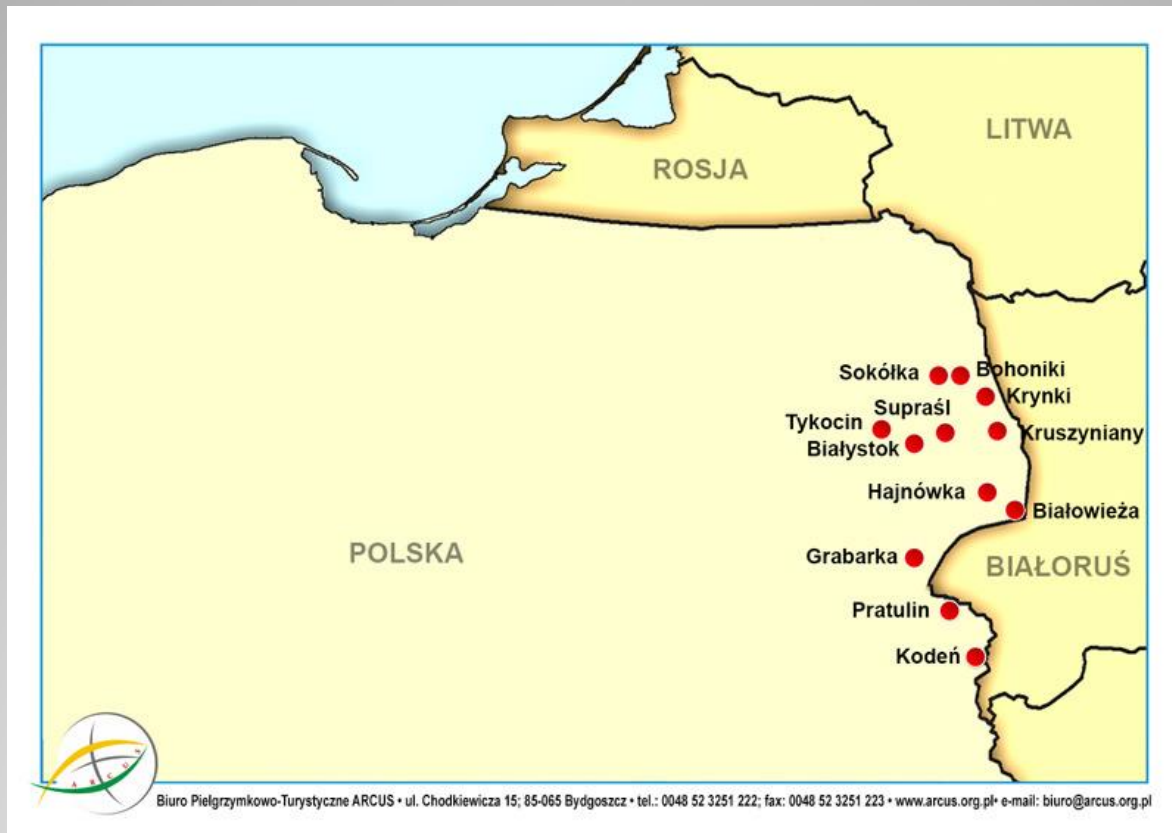 LITWA
ROSJA
Sokółka
Bohoniki
Krynki
Supraśl
Tykocin
Kruszyniany
Białystok
Hajnówka
Białowieża
POLSKA
Grabarka
BIAŁORUŚ
Pratulin
Kodeń
ARCUS
Biuro Pielgrzymkowo-Turystyczne ARCUS • ul. Chodkiewicza 15; 85-065 Bydgoszcz • tel.: 0048 52 3251 222; fax: 0048 52 3251 223 • www.arcus.org.pl• e-mail: biuro@arcus.org.pl